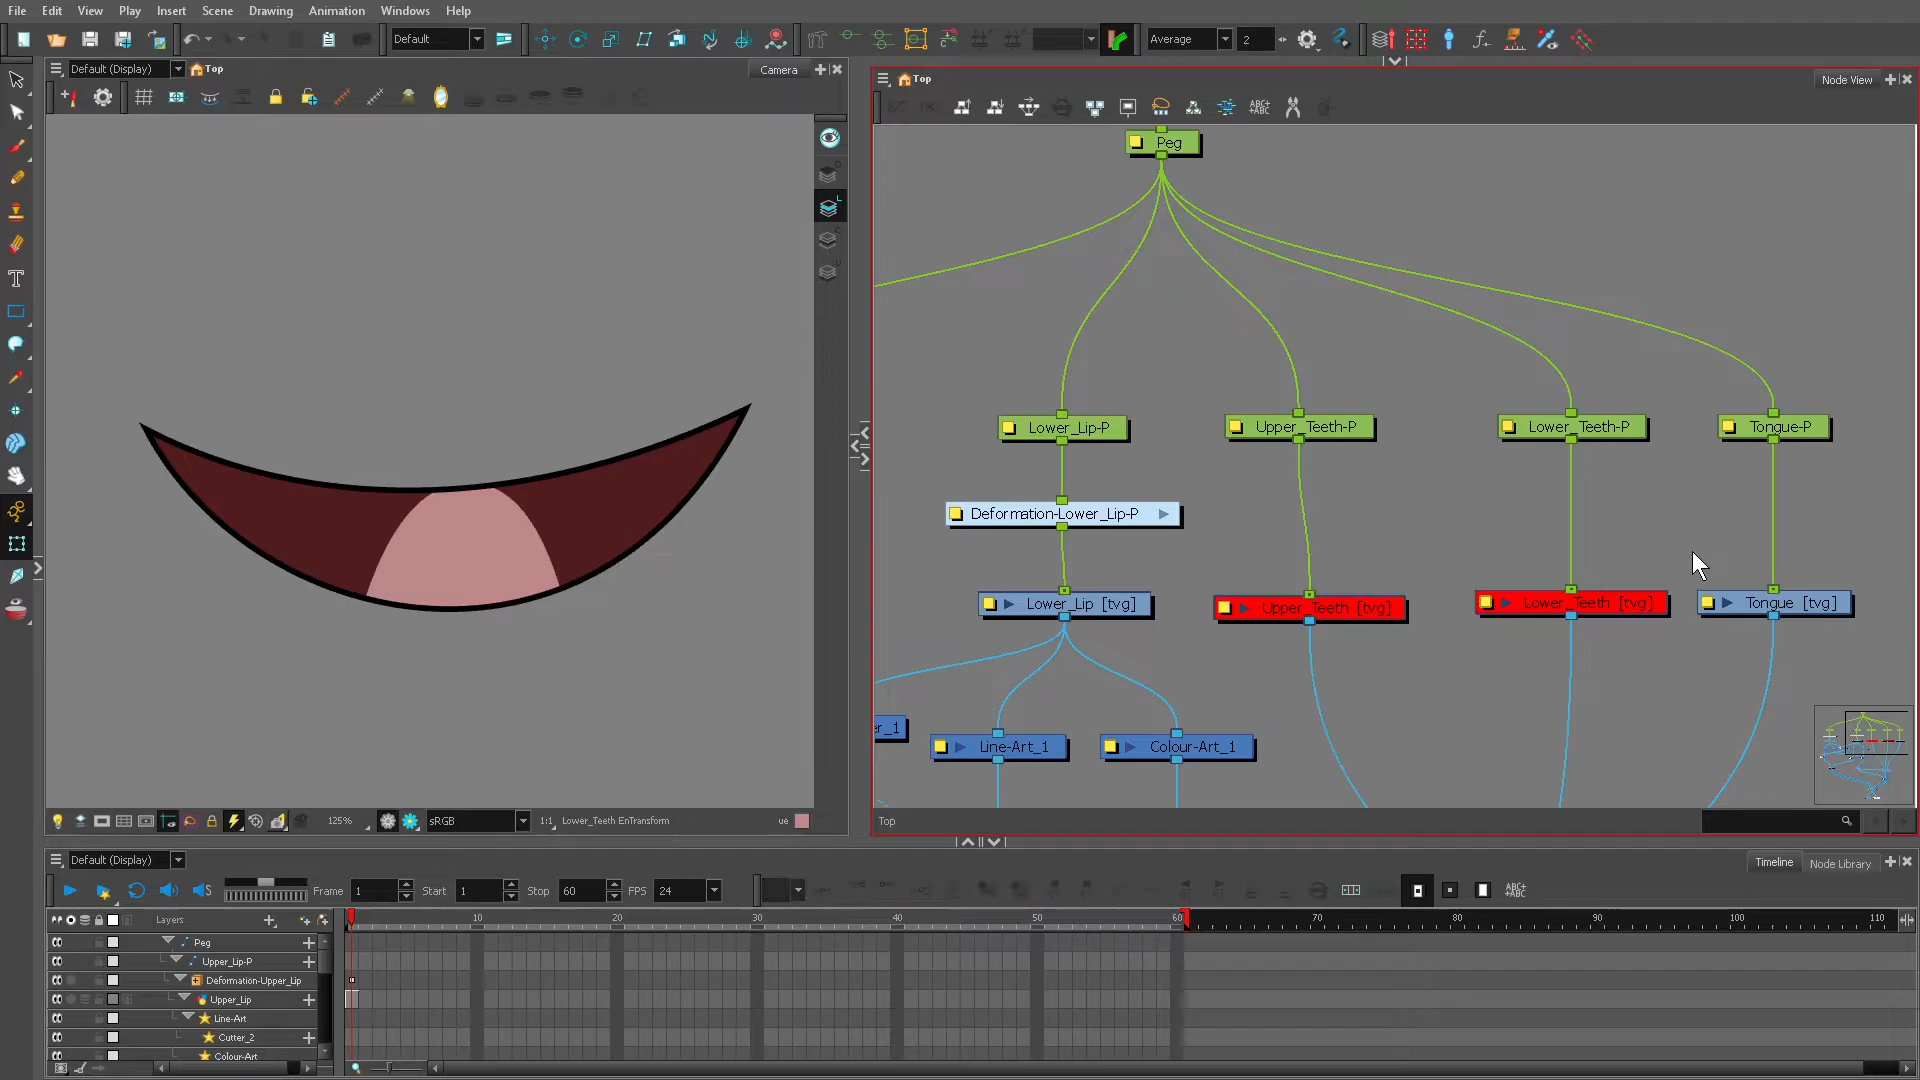 File Edit View Play Insert Scene Drawing Animation Windows Help
Default Average 2
Default (Display) Top Camera
Top Node View
Peg
Lower_Lip-P Upper_Teeth-P Lower_Teeth-P Tongue-P
Deformation-Lower_Lip-P
Lower_Lip [tvg] Upper_Teeth [tvg] Lower_Teeth [tvg] Tongue [tvg]
er_1 Line-Art_1 Colour-Art_1
125% sRGB 1:1 Lower_Teeth EnTransform ue
Top
Default (Display) Timeline Node Library
Frame 1 Start 1 Stop 60 FPS 24 ABC+ +ABC
Layers 10 20 30 40 50 60 70 80 90 100 110
Peg
Upper_Lip-P
Deformation-Upper_Lip
Upper_Lip
Line-Art
Cutter_2
Colour-Art